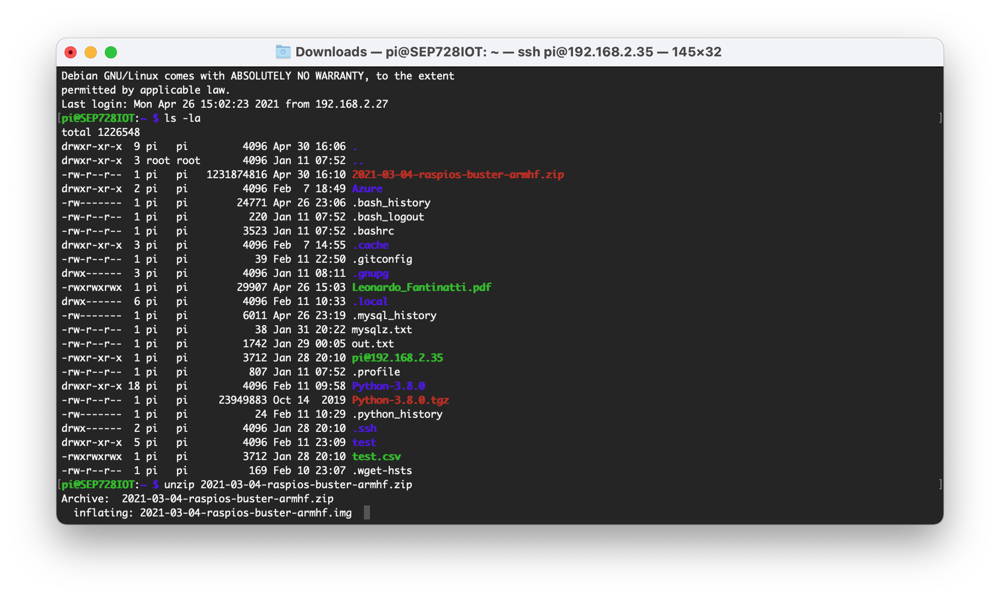 Downloads — pi@SEP728IOT: ~ — ssh pi@192.168.2.35 — 145×32
Debian GNU/Linux comes with ABSOLUTELY NO WARRANTY, to the extent
permitted by applicable law.
Last login: Mon Apr 26 15:02:23 2021 from 192.168.2.27
[pi@SEP728IOT:~ $ ls -la ]
total 1226548
drwxr-xr-x  9 pi   pi         4096 Apr 30 16:06 .
drwxr-xr-x  3 root root       4096 Jan 11 07:52 ..
-rw-r--r--  1 pi   pi   1231874816 Apr 30 16:10 2021-03-04-raspios-buster-armhf.zip
drwxr-xr-x  2 pi   pi         4096 Feb  7 18:49 Azure
-rw-------  1 pi   pi        24771 Apr 26 23:06 .bash_history
-rw-r--r--  1 pi   pi          220 Jan 11 07:52 .bash_logout
-rw-r--r--  1 pi   pi         3523 Jan 11 07:52 .bashrc
drwxr-xr-x  3 pi   pi         4096 Feb  7 14:55 .cache
-rw-r--r--  1 pi   pi           39 Feb 11 22:50 .gitconfig
drwx------  3 pi   pi         4096 Jan 11 08:11 .gnupg
-rwxrwxrwx  1 pi   pi        29907 Apr 26 15:03 Leonardo_Fantinatti.pdf
drwx------  6 pi   pi         4096 Feb 11 10:33 .local
-rw-------  1 pi   pi         6011 Apr 26 23:19 .mysql_history
-rw-r--r--  1 pi   pi           38 Jan 31 20:22 mysqlz.txt
-rw-r--r--  1 pi   pi         1742 Jan 29 00:05 out.txt
-rwxr-xr-x  1 pi   pi         3712 Jan 28 20:10 pi@192.168.2.35
-rw-r--r--  1 pi   pi          807 Jan 11 07:52 .profile
drwxr-xr-x 18 pi   pi         4096 Feb 11 09:58 Python-3.8.0
-rw-r--r--  1 pi   pi     23949883 Oct 14  2019 Python-3.8.0.tgz
-rw-------  1 pi   pi           24 Feb 11 10:29 .python_history
drwx------  2 pi   pi         4096 Jan 28 20:10 .ssh
drwxr-xr-x  5 pi   pi         4096 Feb 11 23:09 test
-rwxrwxrwx  1 pi   pi         3712 Jan 28 20:10 test.csv
-rw-r--r--  1 pi   pi          169 Feb 10 23:07 .wget-hsts
[pi@SEP728IOT:~ $ unzip 2021-03-04-raspios-buster-armhf.zip ]
Archive:  2021-03-04-raspios-buster-armhf.zip
  inflating: 2021-03-04-raspios-buster-armhf.img